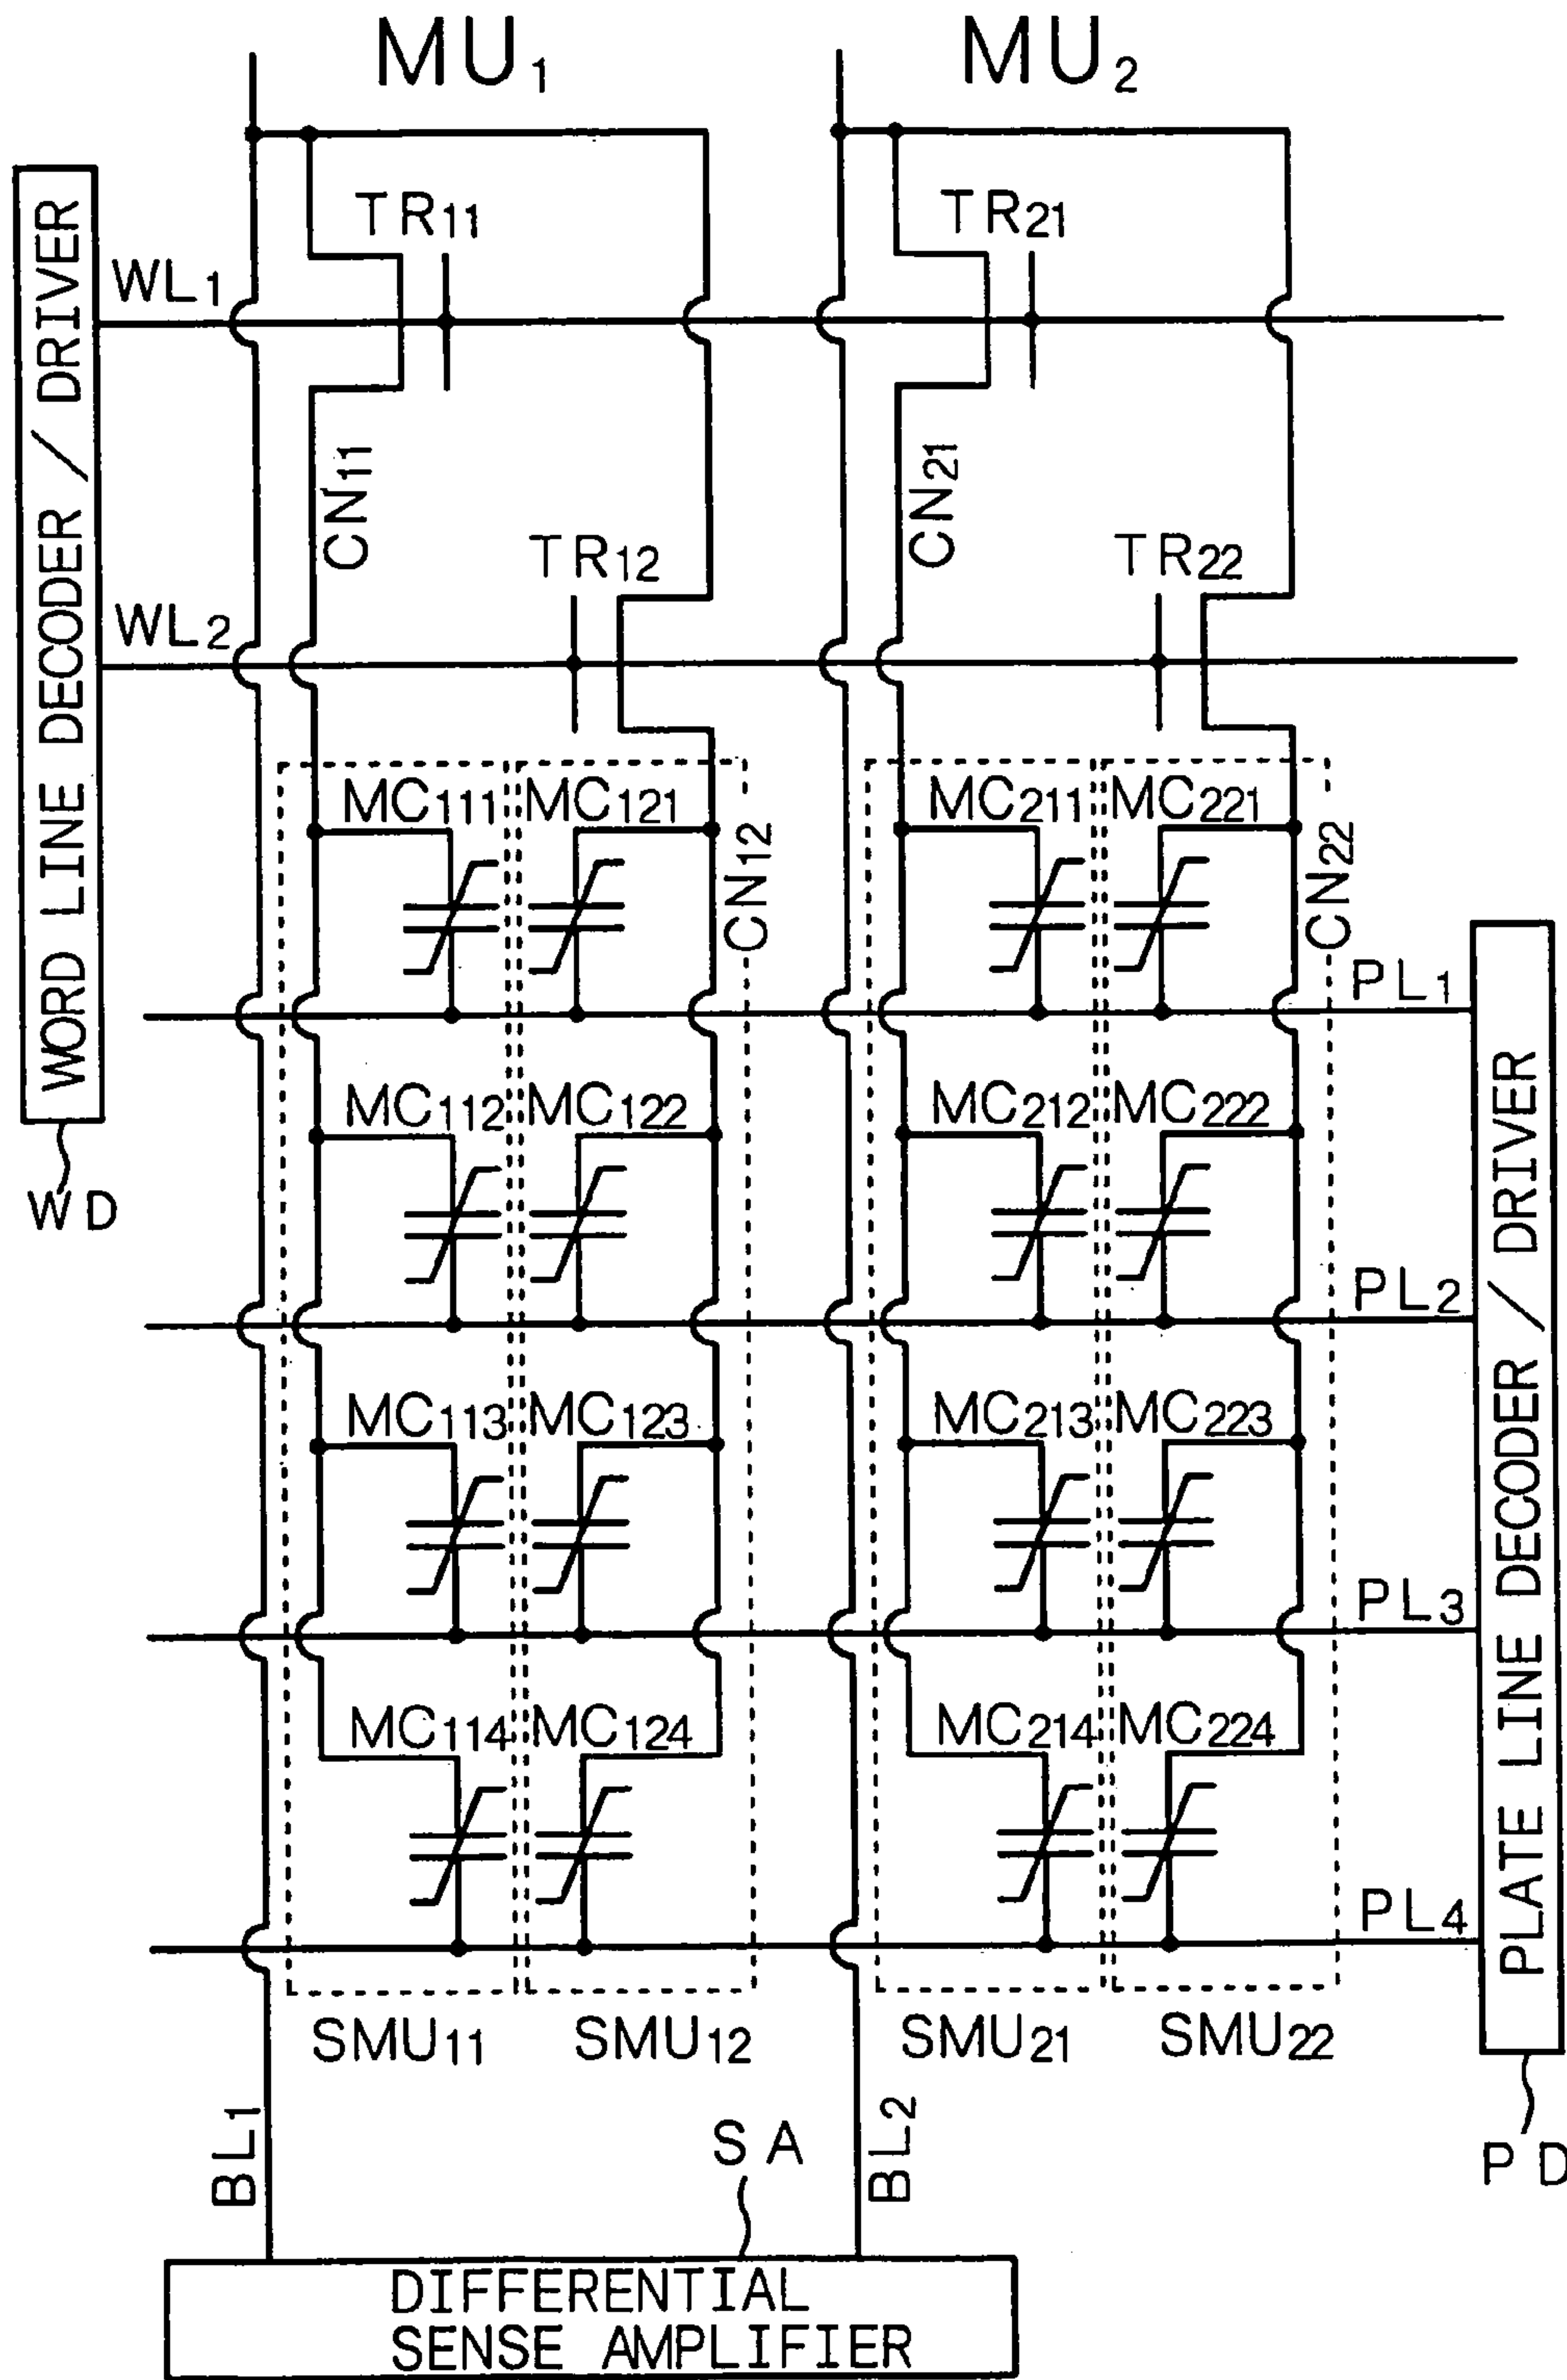 MU1 MU2
TR11 TR21
WL1
CN11 CN21
TR12 TR22
WL2
WORD LINE DECODER / DRIVER
MC111 MC121 MC211 MC221
CN12 CN22
PL1
MC112 MC122 MC212 MC222
WD
PL2
MC113 MC123 MC213 MC223
PL3
PLATE LINE DECODER / DRIVER
MC114 MC124 MC214 MC224
PL4
SMU11 SMU12 SMU21 SMU22
BL1 SA BL2
PD
DIFFERENTIAL
SENSE AMPLIFIER